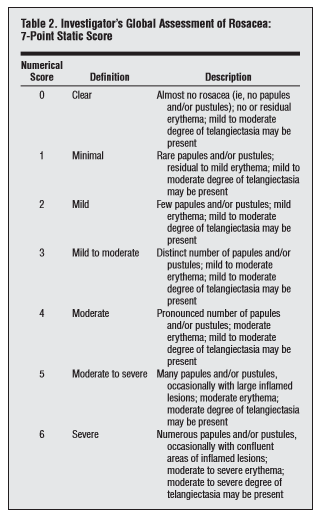 Table 2. Investigator's Global Assessment of Rosacea:
7-Point Static Score
Numerical
Score Definition Description
0 Clear Almost no rosacea (ie, no papules
and/or pustules); no or residual
erythema; mild to moderate
degree of telangiectasia may be
present
1 Minimal Rare papules and/or pustules;
residual to mild erythema; mild to
moderate degree of telangiectasia
may be present
2 Mild Few papules and/or pustules; mild
erythema; mild to moderate
degree of telangiectasia may be
present
3 Mild to moderate Distinct number of papules and/or
pustules; mild to moderate
erythema; mild to moderate
degree of telangiectasia may be
present
4 Moderate Pronounced number of papules
and/or pustules; moderate
erythema; mild to moderate
degree of telangiectasia may be
present
5 Moderate to severe Many papules and/or pustules,
occasionally with large inflamed
lesions; moderate erythema;
moderate degree of telangiectasia
may be present
6 Severe Numerous papules and/or pustules,
occasionally with confluent
areas of inflamed lesions;
moderate to severe erythema;
moderate to severe degree of
telangiectasia may be present